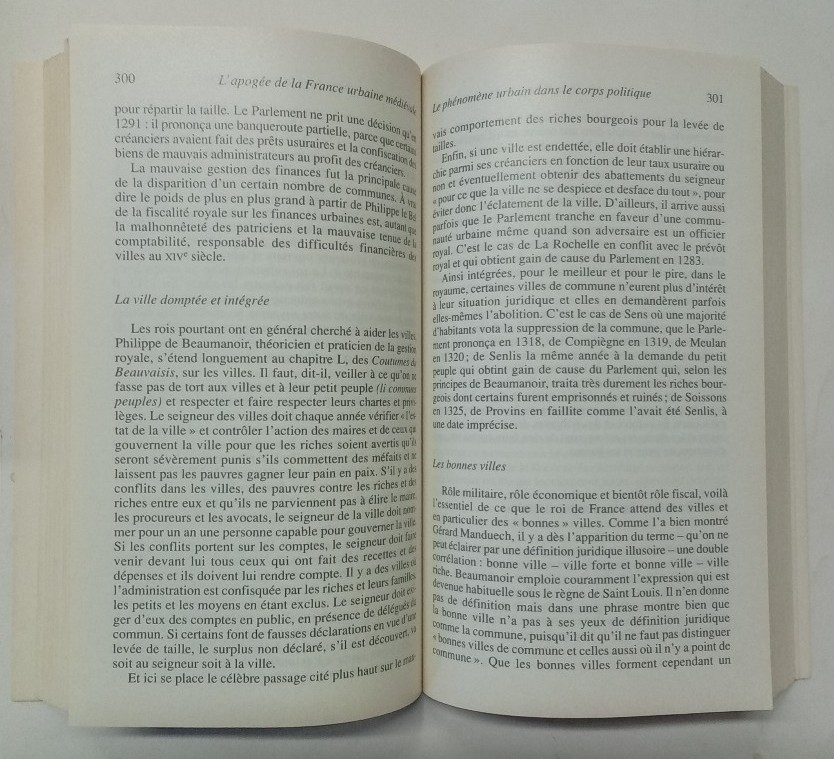 300
L'apogée de la France urbaine médiévale
pour répartir la taille. Le Parlement ne prit une décision qu'en
1291 : il prononça une banqueroute partielle, parce que certains
créanciers avaient fait des prêts usuraires et la confiscation des
biens de mauvais administrateurs au profit des créanciers.
La mauvaise gestion des finances fut la principale cause
de la disparition d'un certain nombre de communes. À vrai
dire le poids de plus en plus grand à partir de Philippe le Bel
de la fiscalité royale sur les finances urbaines est, autant que
la malhonnêteté des patriciens et la mauvaise tenue de la
comptabilité, responsable des difficultés financières des
villes au XIVe siècle.
La ville domptée et intégrée
Les rois pourtant ont en général cherché à aider les villes.
Philippe de Beaumanoir, théoricien et praticien de la gestion
royale, s'étend longuement au chapitre L, des Coutumes du
Beauvaisis, sur les villes. Il faut, dit-il, veiller à ce qu'on ne
fasse pas de tort aux villes et à leur petit peuple (li communs
peuples) et respecter et faire respecter leurs chartes et privi-
lèges. Le seigneur des villes doit chaque année vérifier « l'es-
tat de la ville » et contrôler l'action des maires et de ceux qui
gouvernent la ville pour que les riches soient avertis qu'ils
seront sévèrement punis s'ils commettent des méfaits et ne
laissent pas les pauvres gagner leur pain en paix. S'il y a des
conflits dans les villes, des pauvres contre les riches et des
riches entre eux et qu'ils ne parviennent pas à élire le maire,
les procureurs et les avocats, le seigneur de la ville doit nom-
mer pour un an une personne capable pour gouverner la ville.
Si les conflits portent sur les comptes, le seigneur doit faire
venir devant lui tous ceux qui ont fait des recettes et des
dépenses et ils doivent lui rendre compte. Il y a des villes où
l'administration est confisquée par les riches et leurs familles
les petits et les moyens en étant exclus. Le seigneur doit exi-
ger d'eux des comptes en public, en présence de délégués du
commun. Si certains font de fausses déclarations en vue d'une
levée de taille, le surplus non déclaré, s'il est découvert, va
soit au seigneur soit à la ville.
Et ici se place le célèbre passage cité plus haut sur le mau-
Le phénomène urbain dans le corps politique
301
vais comportement des riches bourgeois pour la levée de
tailles.
Enfin, si une ville est endettée, elle doit établir une hiérar-
chie parmi ses créanciers en fonction de leur taux usuraire ou
non et éventuellement obtenir des abattements du seigneur
« pour ce que la ville ne se despiece et desface du tout », pour
éviter donc l'éclatement de la ville. D'ailleurs, il arrive aussi
parfois que le Parlement tranche en faveur d'une commu-
nauté urbaine même quand son adversaire est un officier
royal. C'est le cas de La Rochelle en conflit avec le prévôt
royal et qui obtient gain de cause du Parlement en 1283.
Ainsi intégrées, pour le meilleur et pour le pire, dans le
royaume, certaines villes de commune n'eurent plus d'intérêt
à leur situation juridique et elles en demandèrent parfois
elles-mêmes l'abolition. C'est le cas de Sens où une majorité
d'habitants vota la suppression de la commune, que le Parle-
ment prononça en 1318, de Compiègne en 1319, de Meulan
en 1320 ; de Senlis la même année à la demande du petit
peuple qui obtint gain de cause du Parlement qui, selon les
principes de Beaumanoir, traita très durement les riches bour-
geois dont certains furent emprisonnés et ruinés ; de Soissons
en 1325, de Provins en faillite comme l'avait été Senlis, à
une date imprécise.
Les bonnes villes
Rôle militaire, rôle économique et bientôt rôle fiscal, voilà
l'essentiel de ce que le roi de France attend des villes et
en particulier des « bonnes » villes. Comme l'a bien montré
Gérard Manduech, il y a dès l'apparition du terme – qu'on ne
peut éclairer par une définition juridique illusoire – une double
corrélation : bonne ville – ville forte et bonne ville – ville
riche. Beaumanoir emploie couramment l'expression qui est
devenue habituelle sous le règne de Saint Louis. Il n'en donne
pas de définition mais dans une phrase montre bien que
la bonne ville n'a pas à ses yeux de définition juridique
comme la commune, puisqu'il dit qu'il ne faut pas distinguer
« bonnes villes de commune et celles aussi où il n'y a point de
commune ». Que les bonnes villes forment cependant un